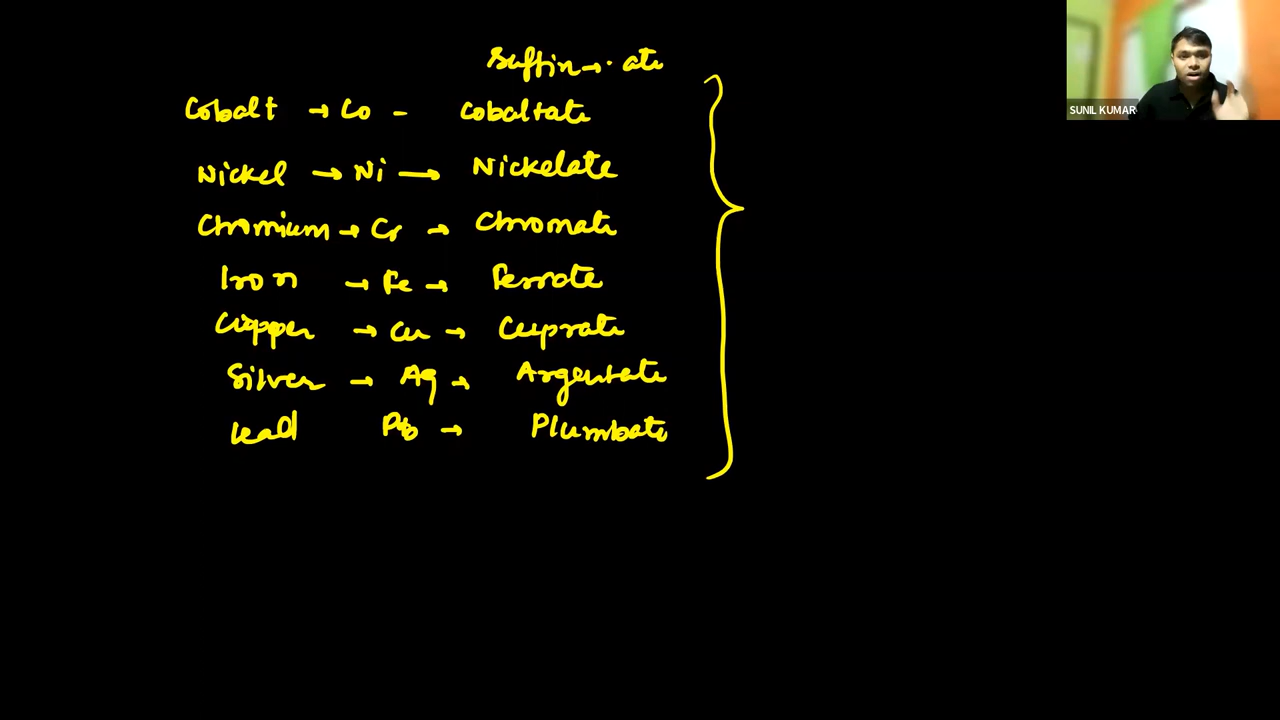 Suffix → ate
Cobalt → Co - Cobaltate
Nickel → Ni → Nickelate
Chromium → Cr → Chromate
Iron → Fe → Ferrate
Copper → Cu → Cuprate
Silver → Ag → Argentate
Lead Pb → Plumbate
SUNIL KUMAR